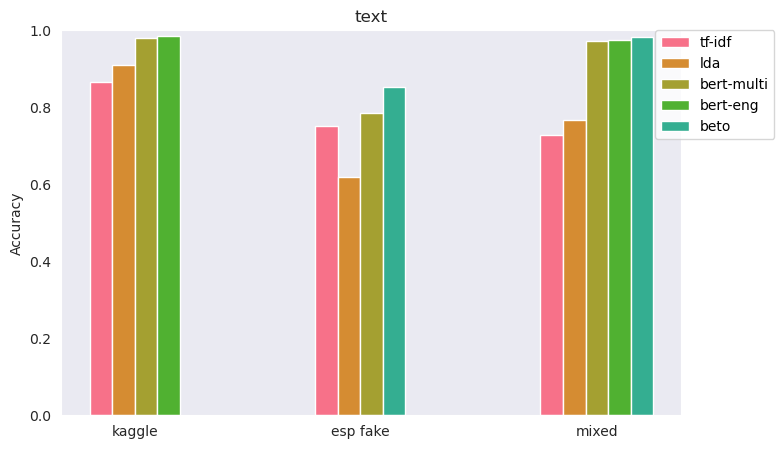 text
tf-idf
lda
bert-multi
bert-eng
beto
Accuracy
1.0
0.8
0.6
0.4
0.2
0.0
kaggle
esp fake
mixed